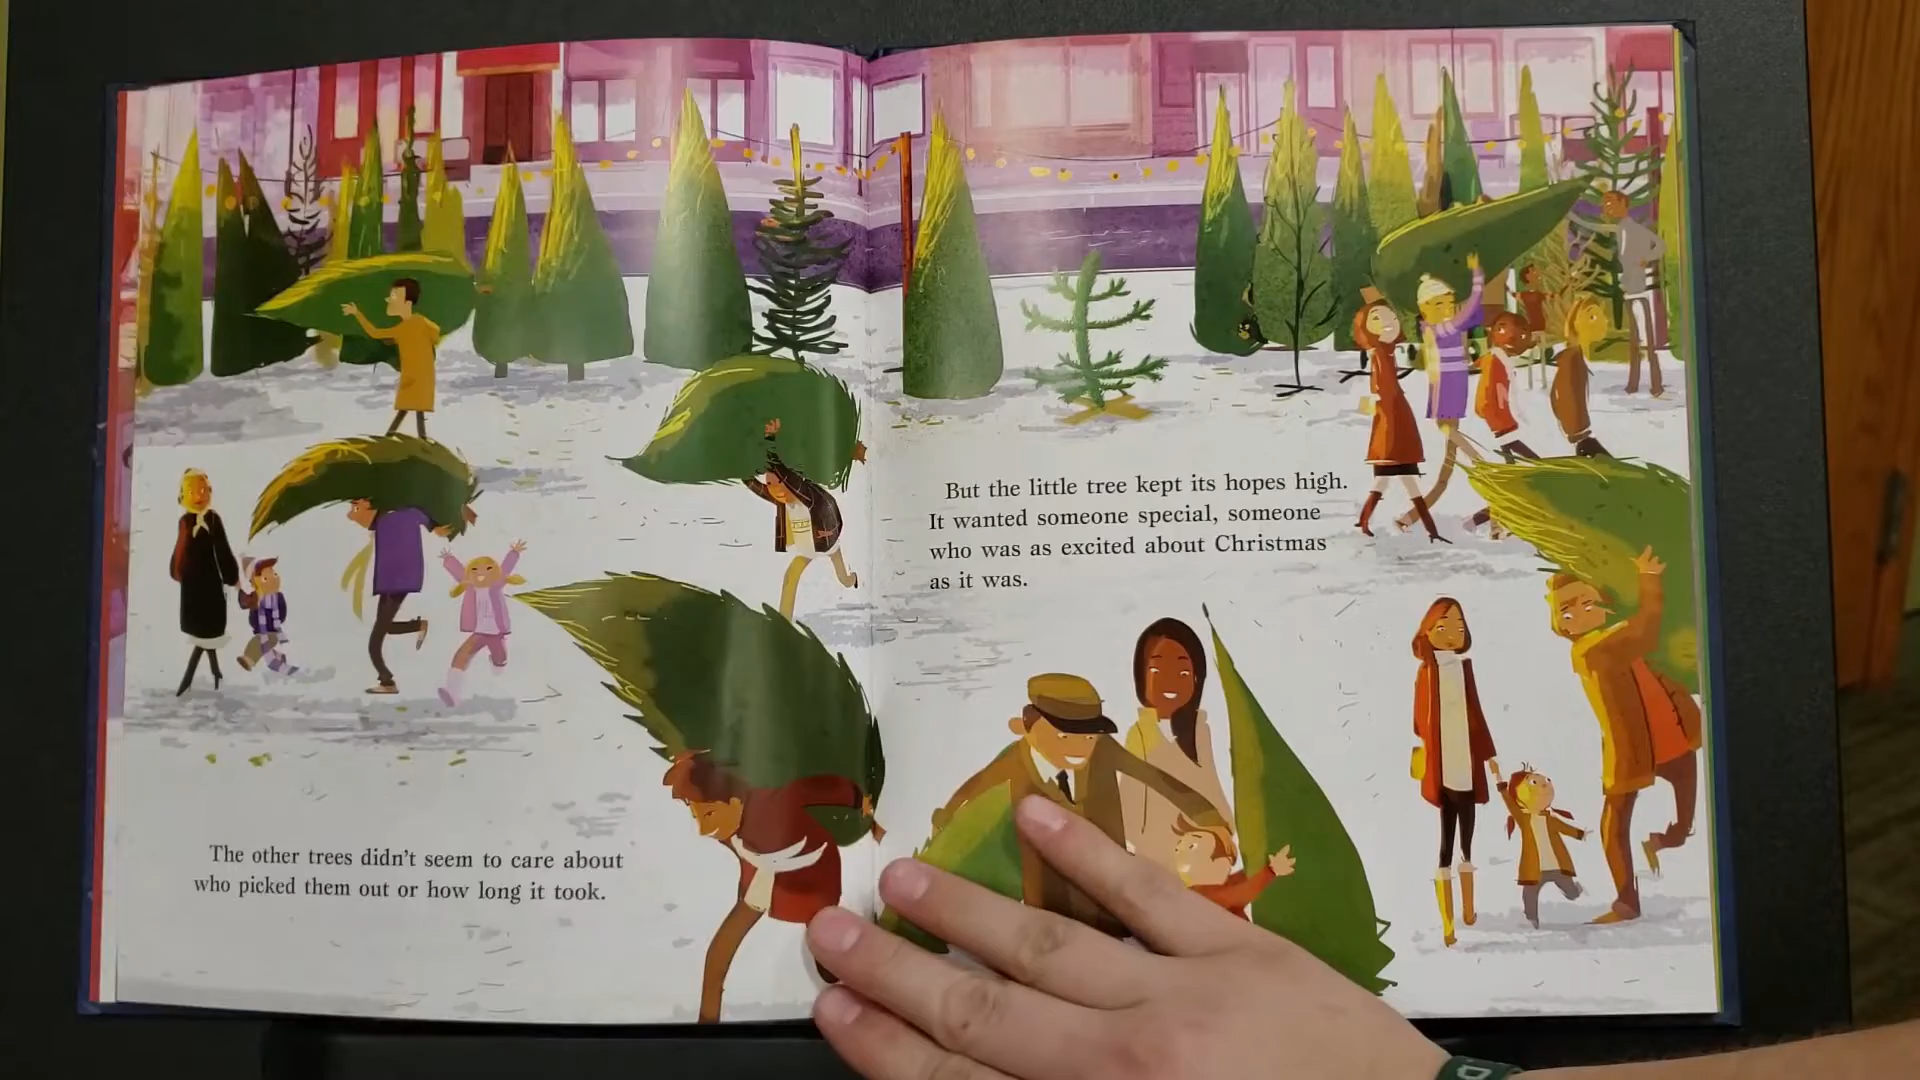 The other trees didn't seem to care about
who picked them out or how long it took.
But the little tree kept its hopes high.
It wanted someone special, someone
who was as excited about Christmas
as it was.